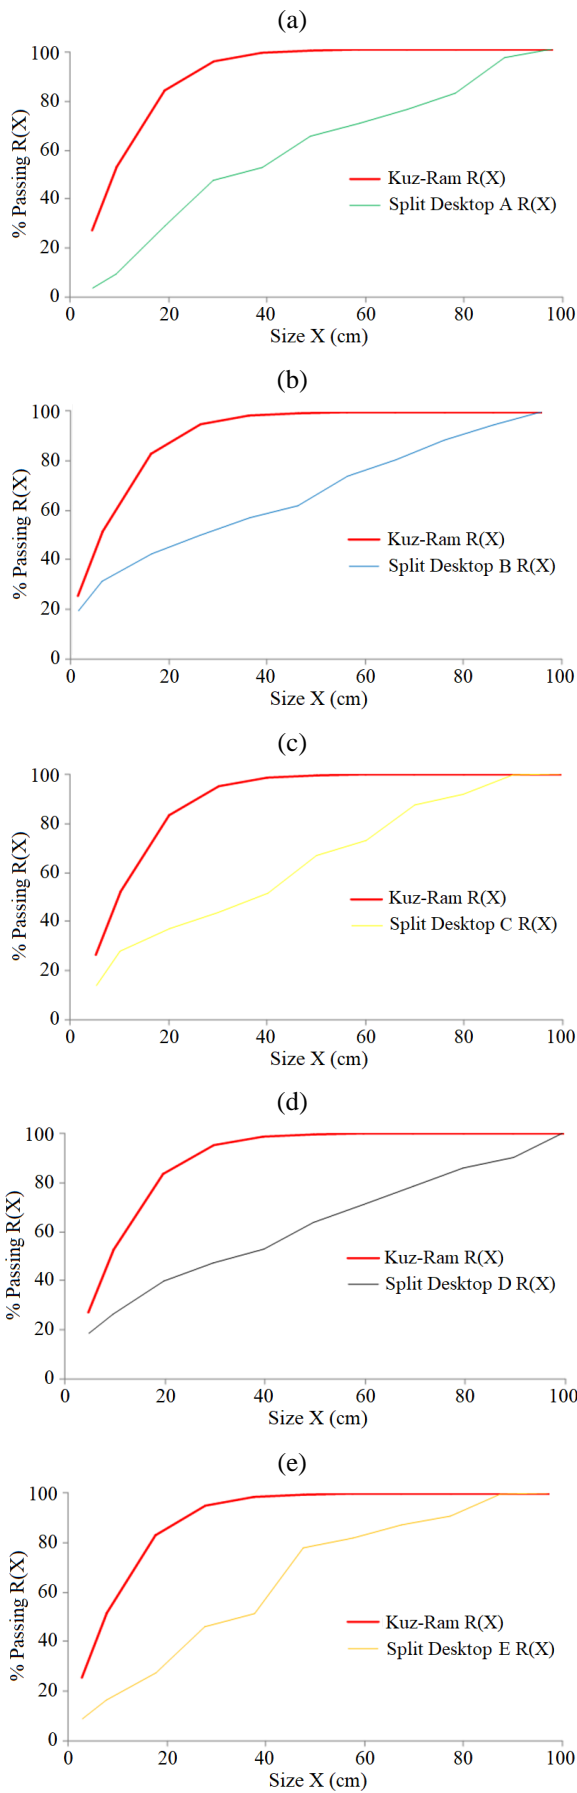 (a)
100
80
60
40
20
0
% Passing R(X)
Kuz-Ram R(X)
Split Desktop A R(X)
0 20 40 60 80 100
Size X (cm)
(b)
100
80
60
40
20
0
% Passing R(X)
Kuz-Ram R(X)
Split Desktop B R(X)
0 20 40 60 80 100
Size X (cm)
(c)
100
80
60
40
20
0
% Passing R(X)
Kuz-Ram R(X)
Split Desktop C R(X)
0 20 40 60 80 100
Size X (cm)
(d)
100
80
60
40
20
0
% Passing R(X)
Kuz-Ram R(X)
Split Desktop D R(X)
0 20 40 60 80 100
Size X (cm)
(e)
100
80
60
40
20
0
% Passing R(X)
Kuz-Ram R(X)
Split Desktop E R(X)
0 20 40 60 80 100
Size X (cm)